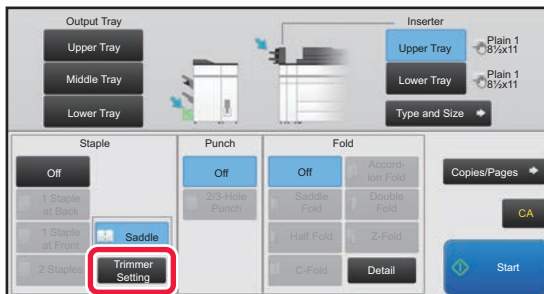 Output Tray
Inserter
Upper Tray
Middle Tray
Lower Tray
Upper Tray
Plain 1
8½x11
Lower Tray
Plain 1
8½x11
Type and Size
Staple
Punch
Fold
Off
1 Staple
at Back
1 Staple
at Front
2 Staples
Saddle
Trimmer
Setting
Off
2/3-Hole
Punch
Off
Accord-
ion Fold
Saddle
Fold
Double
Fold
Half Fold
Z-Fold
C-Fold
Detail
Copies/Pages
CA
Start